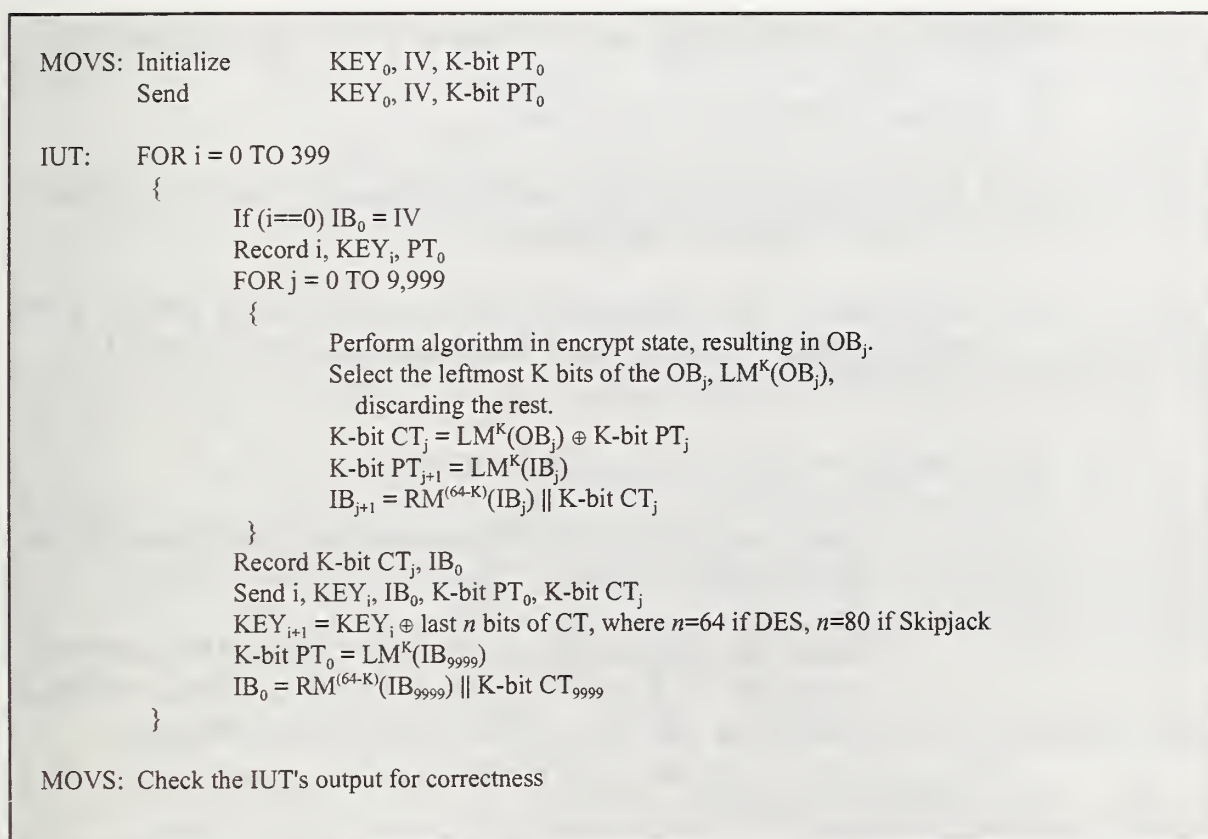 MOVS: Initialize KEY₀, IV, K-bit PT₀
Send KEY₀, IV, K-bit PT₀
IUT: FOR i = 0 TO 399
{
If (i==0) IB₀ = IV
Record i, KEYᵢ, PT₀
FOR j = 0 TO 9,999
{
Perform algorithm in encrypt state, resulting in OBⱼ.
Select the leftmost K bits of the OBⱼ, LMᴷ(OBⱼ),
discarding the rest.
K-bit CTⱼ = LMᴷ(OBⱼ) ⊕ K-bit PTⱼ
K-bit PTⱼ₊₁ = LMᴷ(IBⱼ)
IBⱼ₊₁ = RM⁽⁶⁴⁻ᴷ⁾(IBⱼ) || K-bit CTⱼ
}
Record K-bit CTⱼ, IB₀
Send i, KEYᵢ, IB₀, K-bit PT₀, K-bit CTⱼ
KEYᵢ₊₁ = KEYᵢ ⊕ last n bits of CT, where n=64 if DES, n=80 if Skipjack
K-bit PT₀ = LMᴷ(IB₉₉₉₉)
IB₀ = RM⁽⁶⁴⁻ᴷ⁾(IB₉₉₉₉) || K-bit CT₉₉₉₉
}
MOVS: Check the IUT's output for correctness